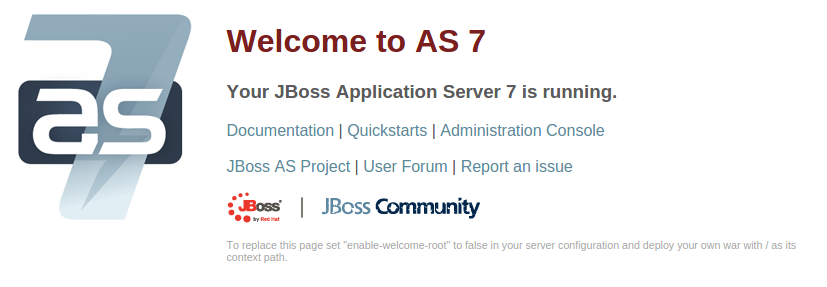 7
as
Welcome to AS 7
Your JBoss Application Server 7 is running.
Documentation | Quickstarts | Administration Console
JBoss AS Project | User Forum | Report an issue
JBoss by Red Hat | JBoss Community
To replace this page set "enable-welcome-root" to false in your server configuration and deploy your own war with / as its
context path.